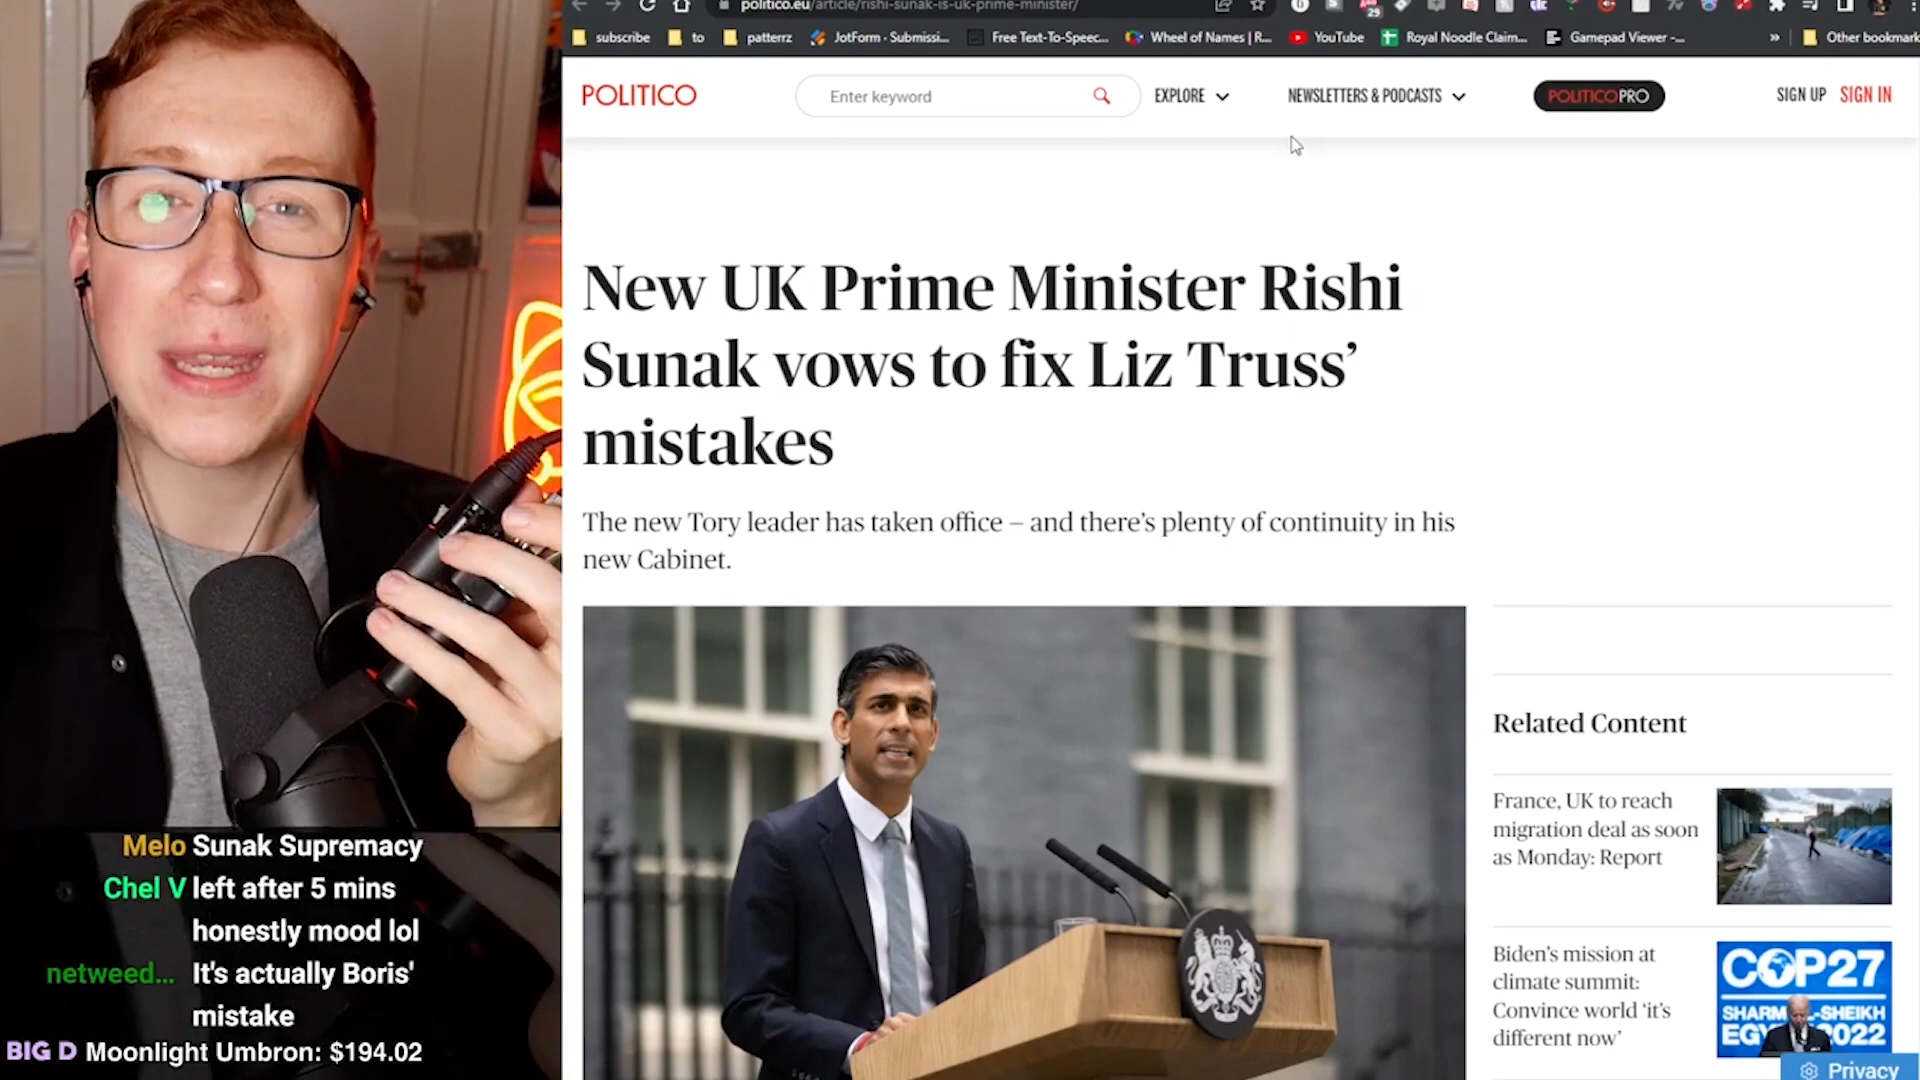 politico.eu/article/rishi-sunak-is-uk-prime-minister/
29
subscribe
to
patterrz
JotForm - Submissi...
Free Text-To-Speec...
Wheel of Names | R...
YouTube
Royal Noodle Claim...
Gamepad Viewer -...
»
Other bookmark
POLITICO
Enter keyword
EXPLORE
NEWSLETTERS & PODCASTS
POLITICO PRO
SIGN UP
SIGN IN
New UK Prime Minister Rishi
Sunak vows to fix Liz Truss’
mistakes
The new Tory leader has taken office – and there’s plenty of continuity in his
new Cabinet.
Related Content
France, UK to reach
migration deal as soon
as Monday: Report
Biden’s mission at
climate summit:
Convince world ‘it’s
different now’
COP27
Privacy
Melo Sunak Supremacy
Chel V left after 5 mins
honestly mood lol
netweed... It's actually Boris'
mistake
BIG D Moonlight Umbron: $194.02